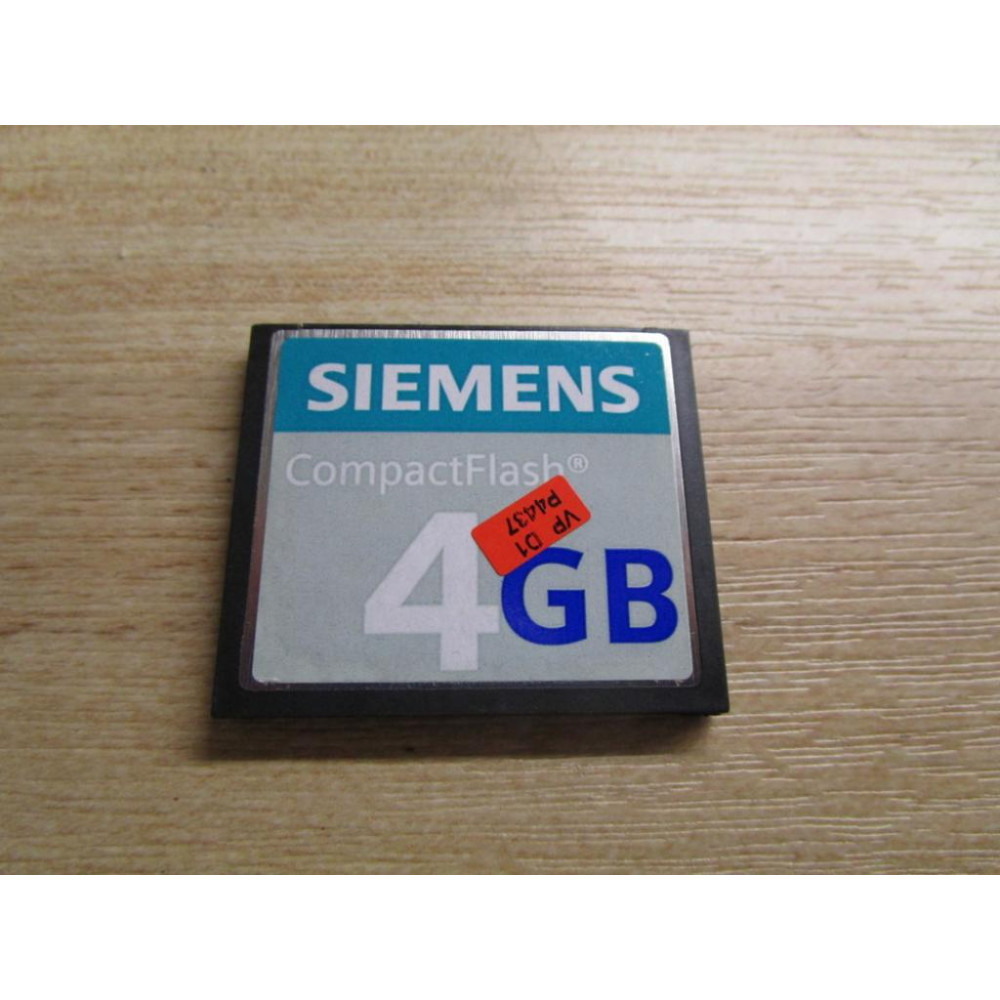 SIEMENS
CompactFlash®
4GB
VP D1
P4437